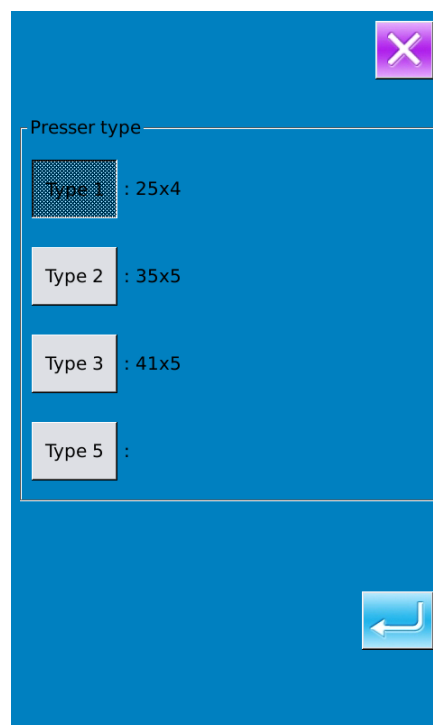 Presser type
Type 1 : 25x4
Type 2 : 35x5
Type 3 : 41x5
Type 5 :